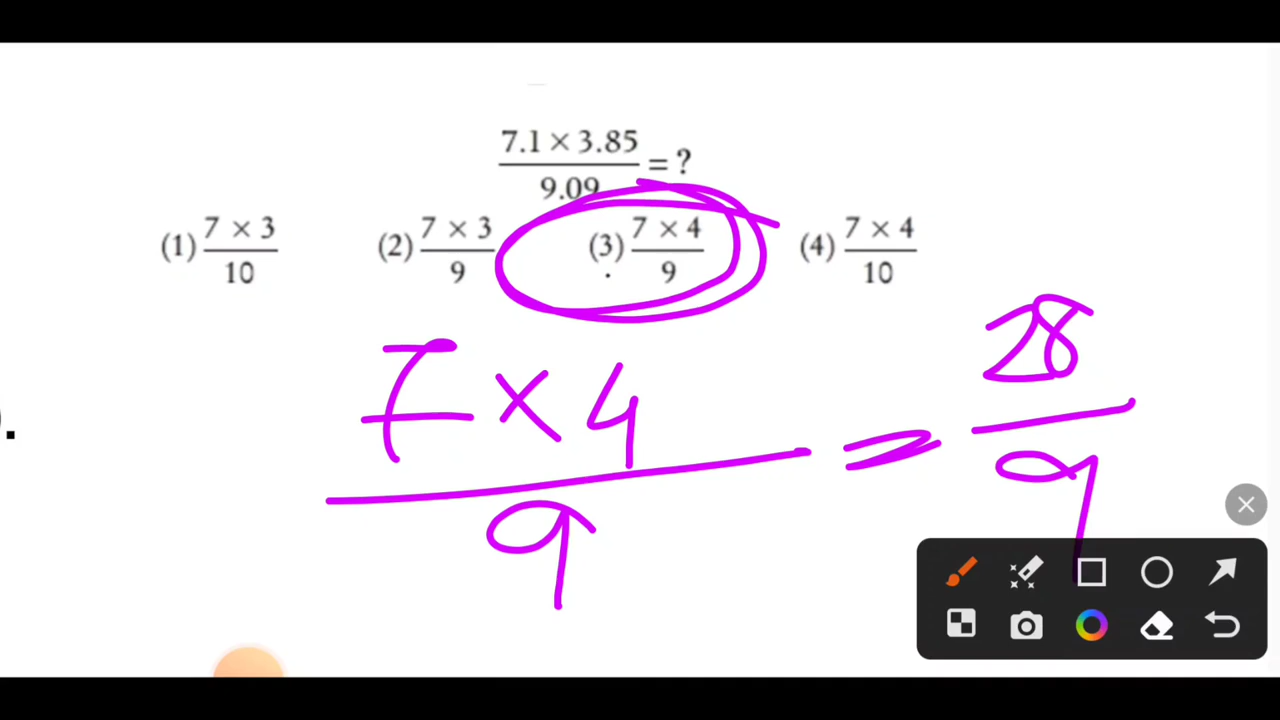 7.1 × 3.85
9.09
= ?
(1) 7 × 3
10
(2) 7 × 3
9
(3) 7 × 4
9
(4) 7 × 4
10
7 × 4
9
= 28
9
.